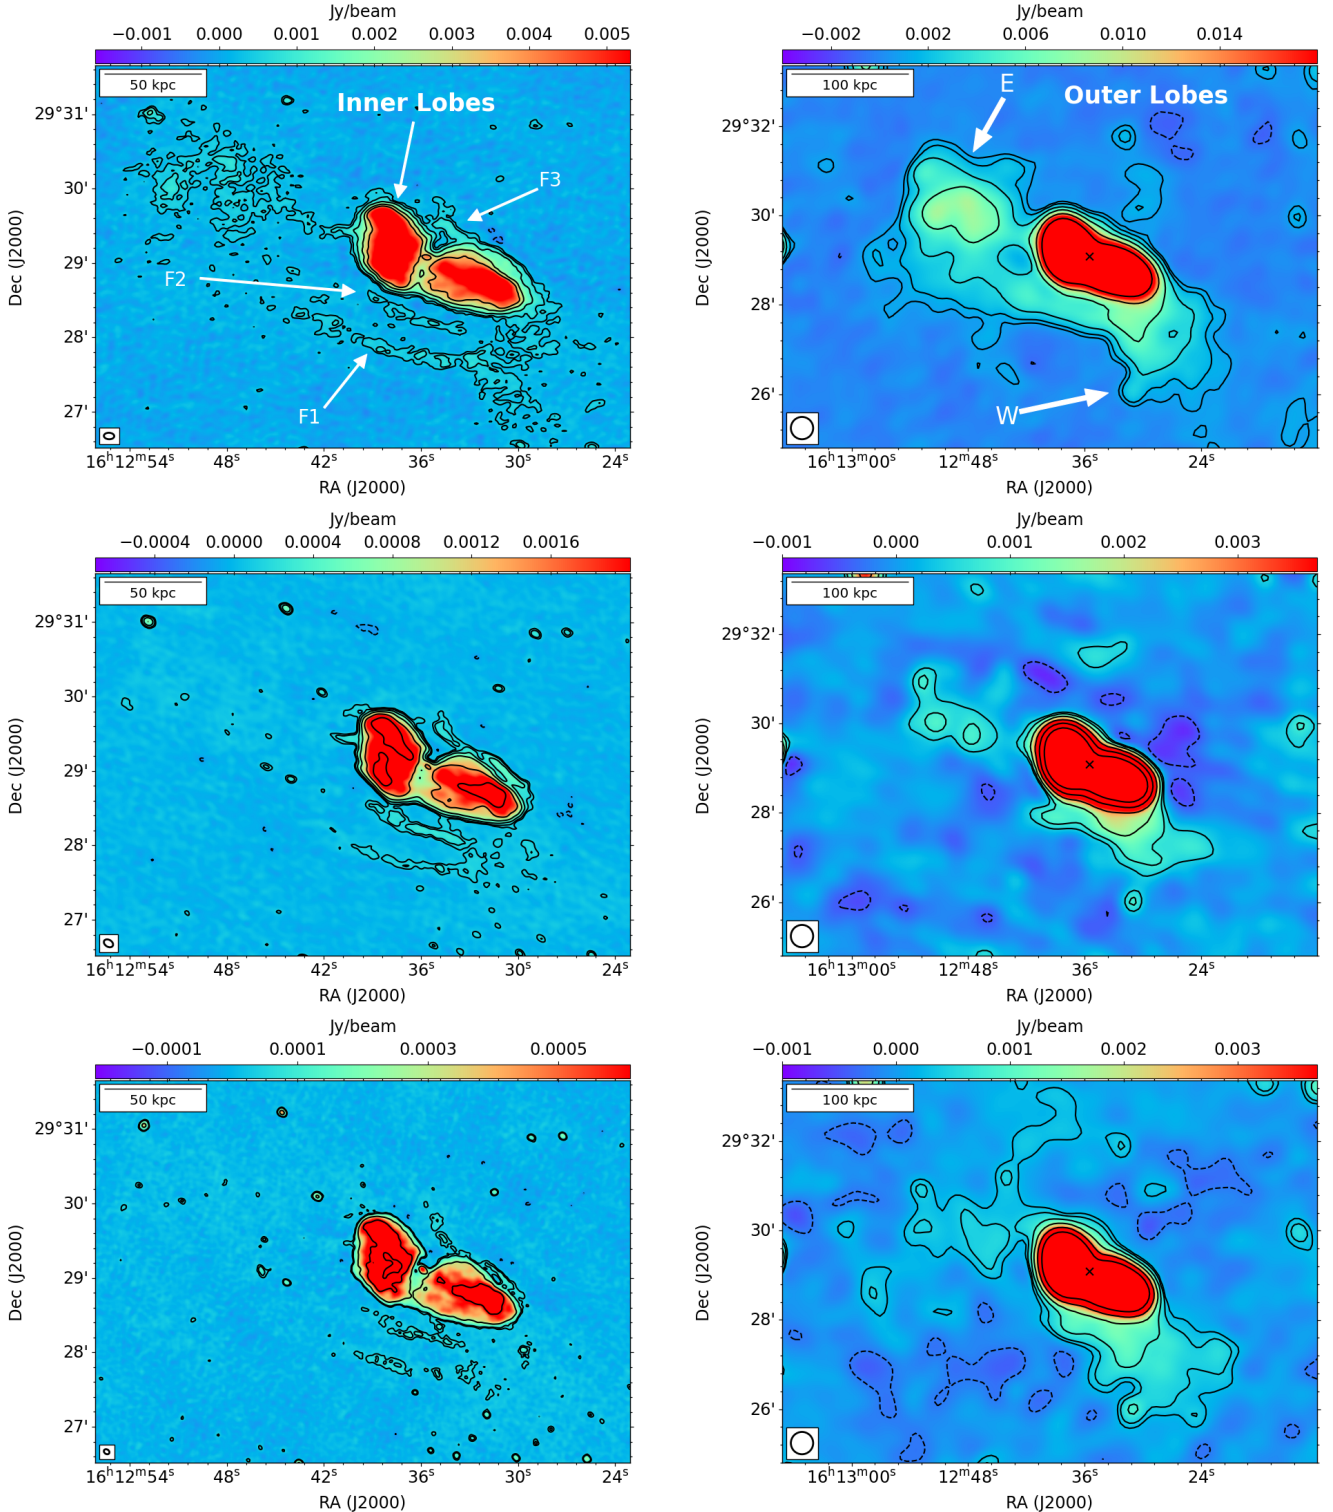 Jy/beam
−0.001 0.000 0.001 0.002 0.003 0.004 0.005
50 kpc
Inner Lobes
F3
F2
F1
29°31'
30'
29'
28'
27'
Dec (J2000)
16ʰ12ᵐ54ˢ 48ˢ 42ˢ 36ˢ 30ˢ 24ˢ
RA (J2000)
Jy/beam
−0.002 0.002 0.006 0.010 0.014
100 kpc
E
Outer Lobes
W
29°32'
30'
28'
26'
Dec (J2000)
16ʰ13ᵐ00ˢ 12ᵐ48ˢ 36ˢ 24ˢ
RA (J2000)
Jy/beam
−0.0004 0.0000 0.0004 0.0008 0.0012 0.0016
50 kpc
29°31'
30'
29'
28'
27'
Dec (J2000)
16ʰ12ᵐ54ˢ 48ˢ 42ˢ 36ˢ 30ˢ 24ˢ
RA (J2000)
Jy/beam
−0.001 0.000 0.001 0.002 0.003
100 kpc
29°32'
30'
28'
26'
Dec (J2000)
16ʰ13ᵐ00ˢ 12ᵐ48ˢ 36ˢ 24ˢ
RA (J2000)
Jy/beam
−0.0001 0.0001 0.0003 0.0005
50 kpc
29°31'
30'
29'
28'
27'
Dec (J2000)
16ʰ12ᵐ54ˢ 48ˢ 42ˢ 36ˢ 30ˢ 24ˢ
RA (J2000)
Jy/beam
−0.001 0.000 0.001 0.002 0.003
100 kpc
29°32'
30'
28'
26'
Dec (J2000)
16ʰ13ᵐ00ˢ 12ᵐ48ˢ 36ˢ 24ˢ
RA (J2000)